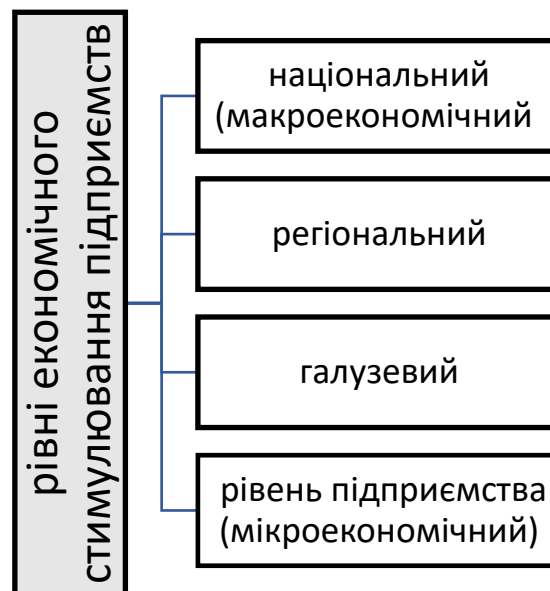 рівні економічного
стимулювання підприємств
національний
(макроекономічний
регіональний
галузевий
рівень підприємства
(мікроекономічний)